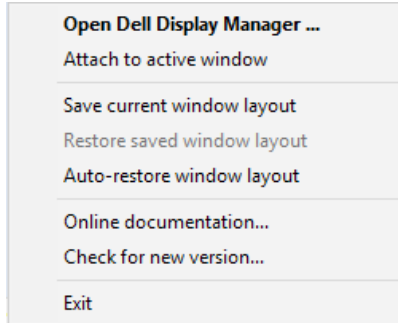 Open Dell Display Manager ...
Attach to active window
Save current window layout
Restore saved window layout
Auto-restore window layout
Online documentation...
Check for new version...
Exit